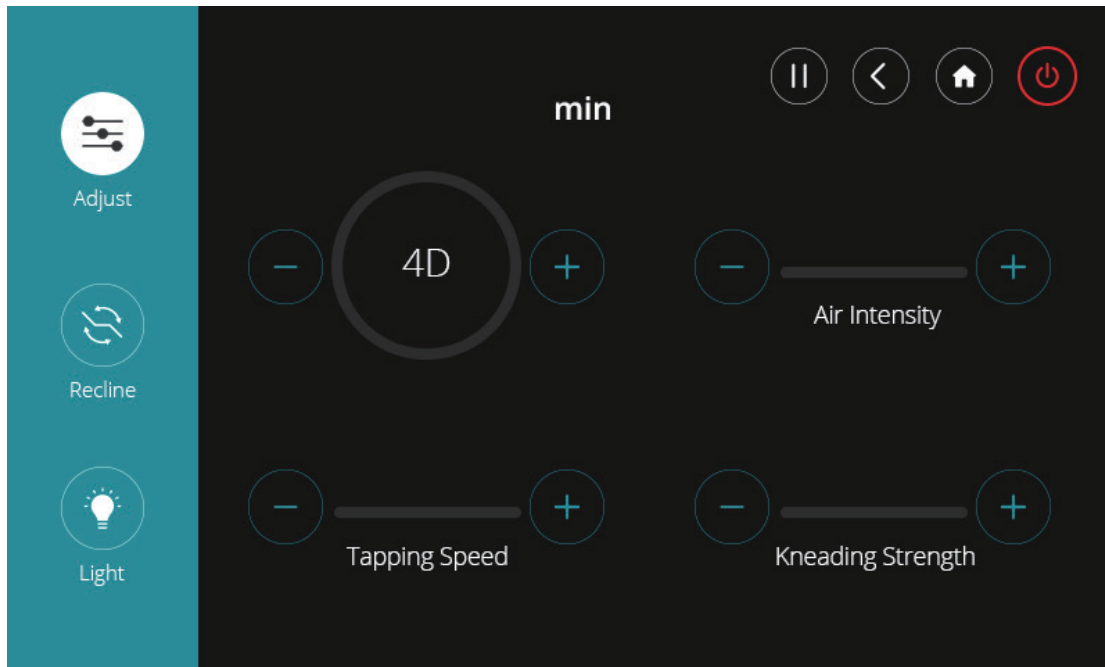 min
Adjust
4D
Air Intensity
Recline
Tapping Speed
Kneading Strength
Light